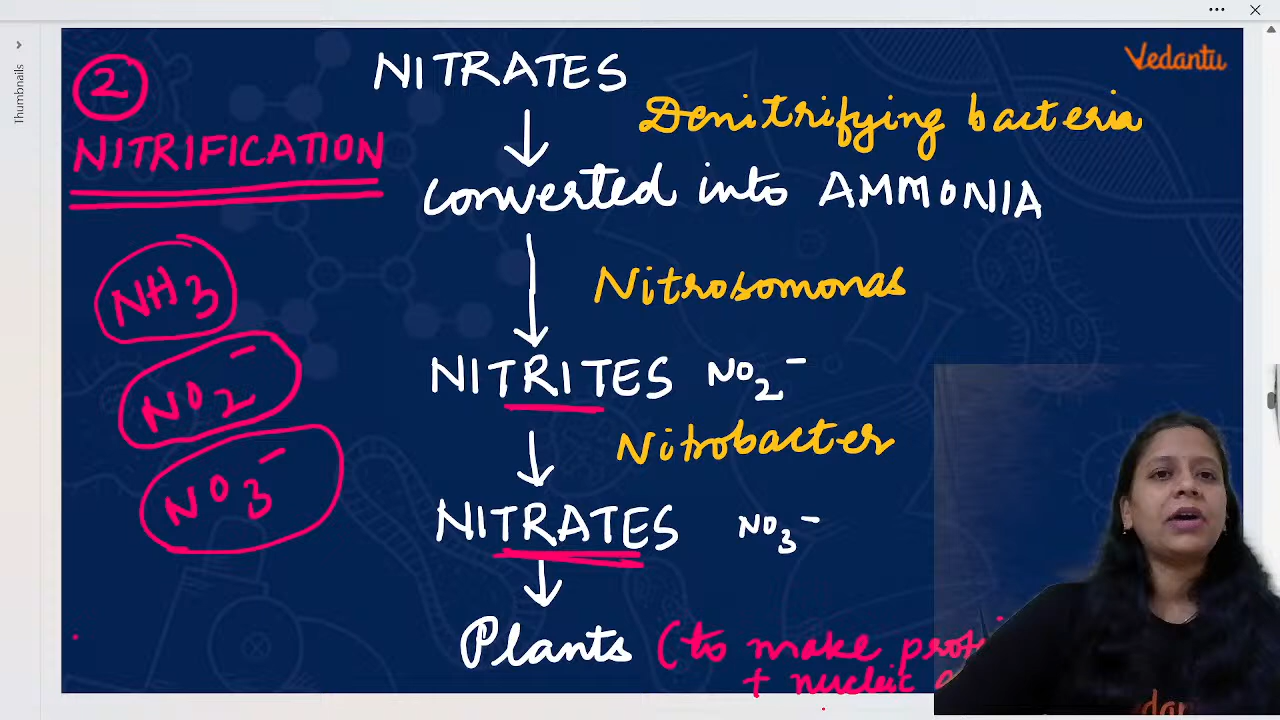 Thumbnails
Vedantu
2
NITRIFICATION
NITRATES
Denitrifying bacteria
Converted into AMMONIA
Nitrosomonas
NITRITES NO2⁻
Nitrobacter
NITRATES NO3⁻
Plants (to make
+ nucleic
NH3
NO2⁻
NO3⁻